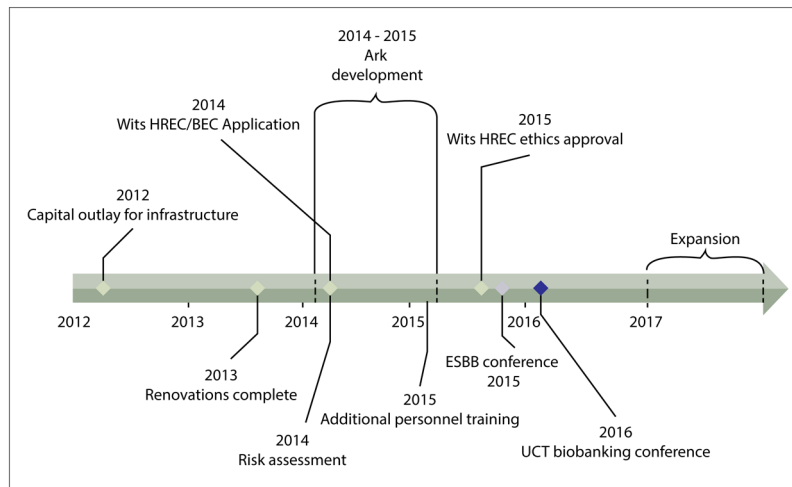 2014 - 2015
Ark
development
2014
Wits HREC/BEC Application
2015
Wits HREC ethics approval
2012
Capital outlay for infrastructure
Expansion
2012
2013
2014
2015
2016
2017
2013
Renovations complete
2014
Risk assessment
2015
Additional personnel training
ESBB conference
2015
2016
UCT biobanking conference